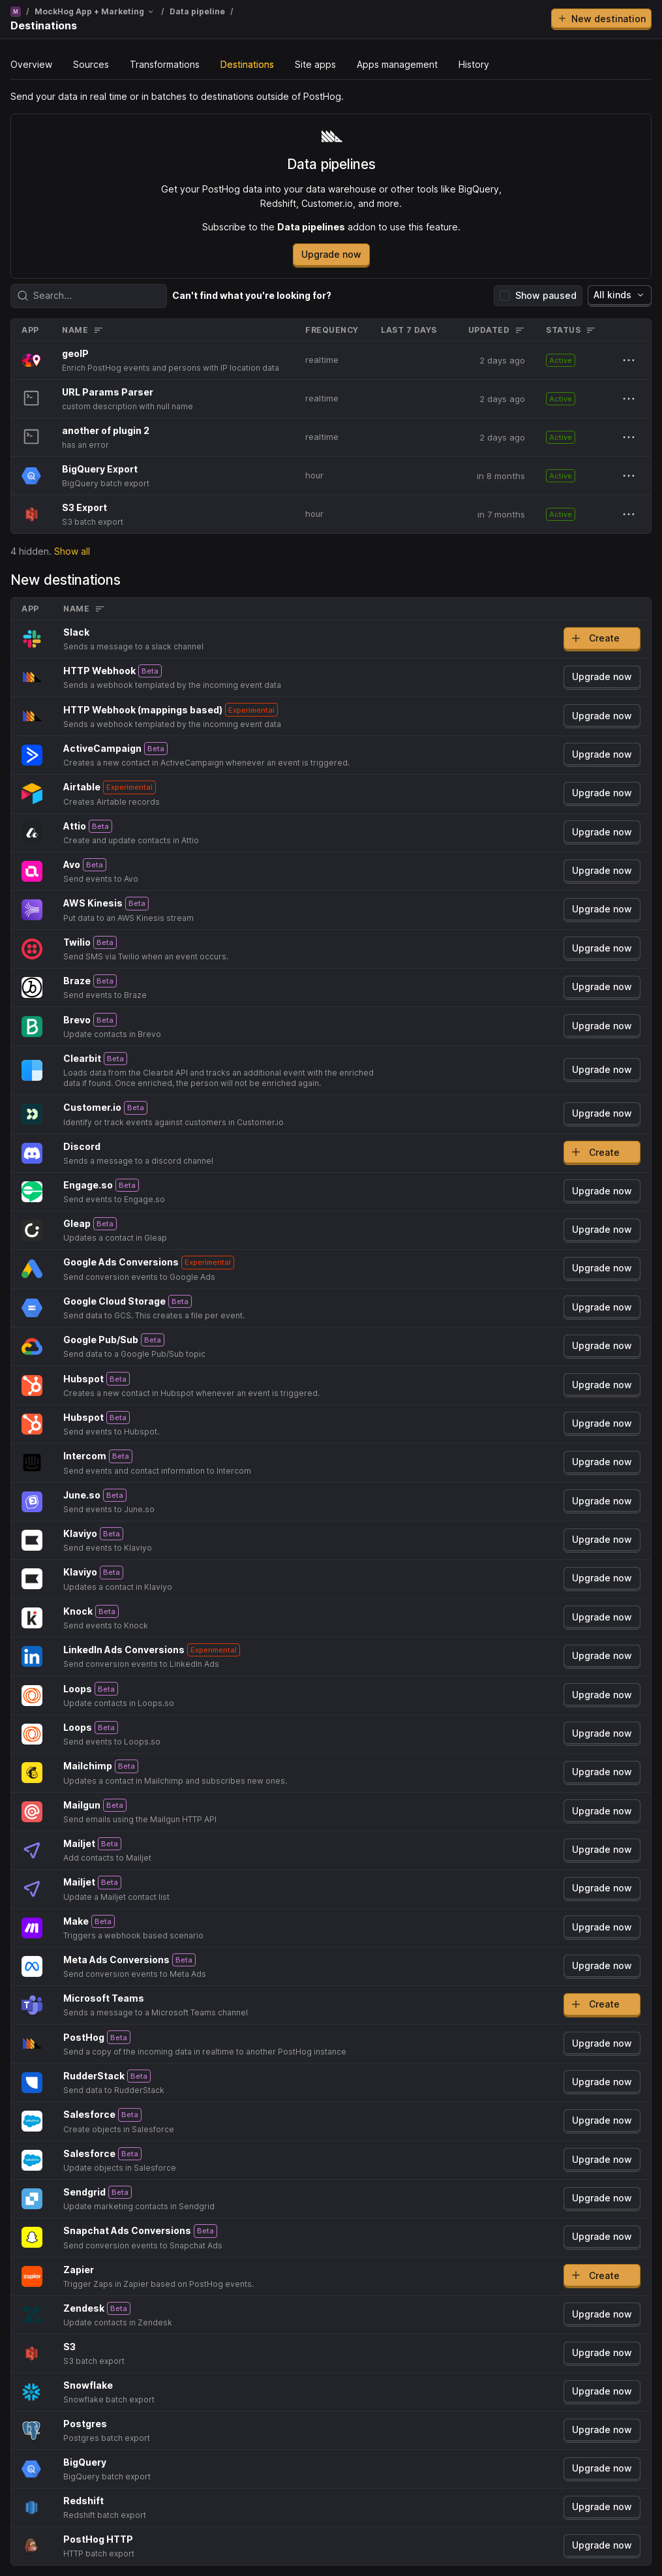 M / MockHog App + Marketing / Data pipeline /
Destinations
New destination
Overview Sources Transformations Destinations Site apps Apps management History
Send your data in real time or in batches to destinations outside of PostHog.
Data pipelines
Get your PostHog data into your data warehouse or other tools like BigQuery,
Redshift, Customer.io, and more.
Subscribe to the Data pipelines addon to use this feature.
Upgrade now
Search... Can't find what you're looking for? Show paused All kinds
APP NAME FREQUENCY LAST 7 DAYS UPDATED STATUS
geoIP
Enrich PostHog events and persons with IP location data
realtime 2 days ago Active
URL Params Parser
custom description with null name
realtime 2 days ago Active
another of plugin 2
has an error
realtime 2 days ago Active
BigQuery Export
BigQuery batch export
hour in 8 months Active
S3 Export
S3 batch export
hour in 7 months Active
4 hidden. Show all
New destinations
APP NAME
Slack
Sends a message to a slack channel
Create
HTTP Webhook Beta
Sends a webhook templated by the incoming event data
Upgrade now
HTTP Webhook (mappings based) Experimental
Sends a webhook templated by the incoming event data
Upgrade now
ActiveCampaign Beta
Creates a new contact in ActiveCampaign whenever an event is triggered.
Upgrade now
Airtable Experimental
Creates Airtable records
Upgrade now
Attio Beta
Create and update contacts in Attio
Upgrade now
Avo Beta
Send events to Avo
Upgrade now
AWS Kinesis Beta
Put data to an AWS Kinesis stream
Upgrade now
Twilio Beta
Send SMS via Twilio when an event occurs.
Upgrade now
Braze Beta
Send events to Braze
Upgrade now
Brevo Beta
Update contacts in Brevo
Upgrade now
Clearbit Beta
Loads data from the Clearbit API and tracks an additional event with the enriched
data if found. Once enriched, the person will not be enriched again.
Upgrade now
Customer.io Beta
Identify or track events against customers in Customer.io
Upgrade now
Discord
Sends a message to a discord channel
Create
Engage.so Beta
Send events to Engage.so
Upgrade now
Gleap Beta
Updates a contact in Gleap
Upgrade now
Google Ads Conversions Experimental
Send conversion events to Google Ads
Upgrade now
Google Cloud Storage Beta
Send data to GCS. This creates a file per event.
Upgrade now
Google Pub/Sub Beta
Send data to a Google Pub/Sub topic
Upgrade now
Hubspot Beta
Creates a new contact in Hubspot whenever an event is triggered.
Upgrade now
Hubspot Beta
Send events to Hubspot.
Upgrade now
Intercom Beta
Send events and contact information to Intercom
Upgrade now
June.so Beta
Send events to June.so
Upgrade now
Klaviyo Beta
Send events to Klaviyo
Upgrade now
Klaviyo Beta
Updates a contact in Klaviyo
Upgrade now
Knock Beta
Send events to Knock
Upgrade now
LinkedIn Ads Conversions Experimental
Send conversion events to LinkedIn Ads
Upgrade now
Loops Beta
Update contacts in Loops.so
Upgrade now
Loops Beta
Send events to Loops.so
Upgrade now
Mailchimp Beta
Updates a contact in Mailchimp and subscribes new ones.
Upgrade now
Mailgun Beta
Send emails using the Mailgun HTTP API
Upgrade now
Mailjet Beta
Add contacts to Mailjet
Upgrade now
Mailjet Beta
Update a Mailjet contact list
Upgrade now
Make Beta
Triggers a webhook based scenario
Upgrade now
Meta Ads Conversions Beta
Send conversion events to Meta Ads
Upgrade now
Microsoft Teams
Sends a message to a Microsoft Teams channel
Create
PostHog Beta
Send a copy of the incoming data in realtime to another PostHog instance
Upgrade now
RudderStack Beta
Send data to RudderStack
Upgrade now
Salesforce Beta
Create objects in Salesforce
Upgrade now
Salesforce Beta
Update objects in Salesforce
Upgrade now
Sendgrid Beta
Update marketing contacts in Sendgrid
Upgrade now
Snapchat Ads Conversions Beta
Send conversion events to Snapchat Ads
Upgrade now
zapier
Zapier
Trigger Zaps in Zapier based on PostHog events.
Create
Zendesk Beta
Update contacts in Zendesk
Upgrade now
S3
S3 batch export
Upgrade now
Snowflake
Snowflake batch export
Upgrade now
Postgres
Postgres batch export
Upgrade now
BigQuery
BigQuery batch export
Upgrade now
Redshift
Redshift batch export
Upgrade now
PostHog HTTP
HTTP batch export
Upgrade now